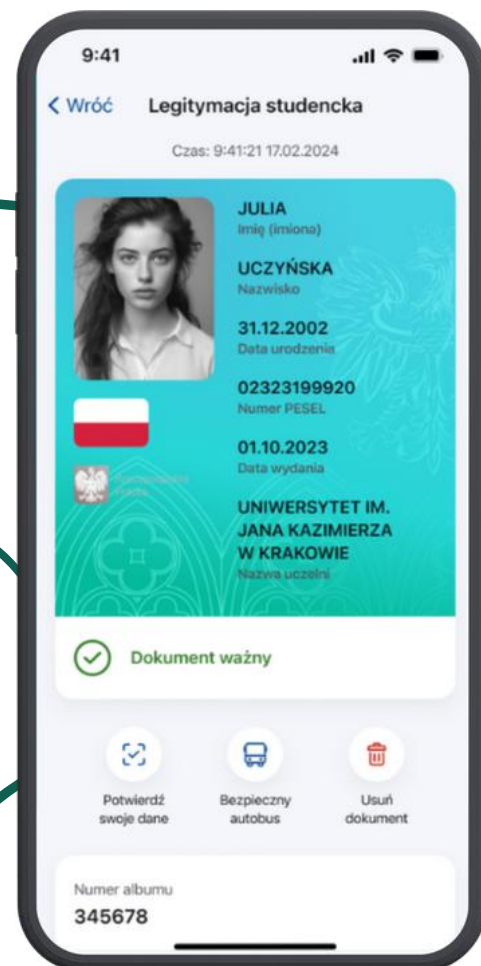 9:41
Wróć Legitymacja studencka
Czas: 9:41:21 17.02.2024
JULIA
Imię (imiona)
UCZYŃSKA
Nazwisko
31.12.2002
Data urodzenia
02323199920
Numer PESEL
01.10.2023
Data wydania
UNIWERSYTET IM.
JANA KAZIMIERZA
W KRAKOWIE
Nazwa uczelni
Rzeczpospolita
Polska
Dokument ważny
Potwierdź
swoje dane
Bezpieczny
autobus
Usuń
dokument
Numer albumu
345678